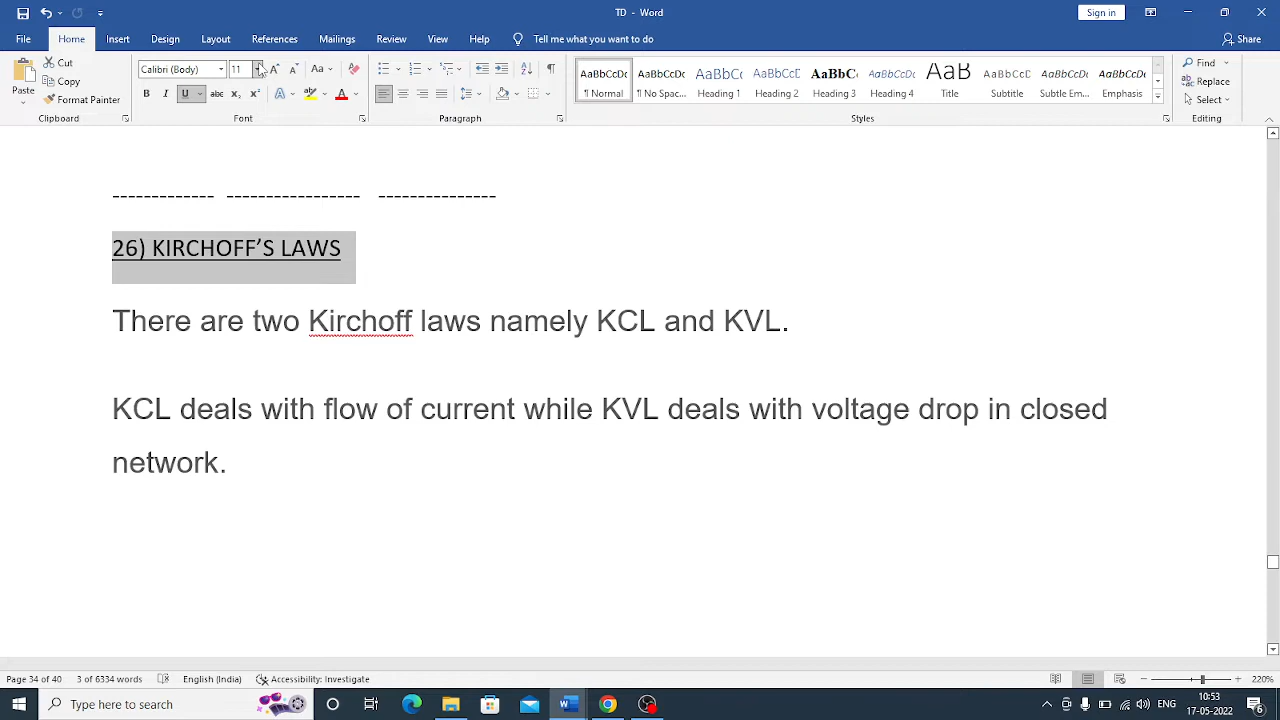 TD - Word
Sign in
File Home Insert Design Layout References Mailings Review View Help Tell me what you want to do Share
Paste Cut Copy Format Painter
Calibri (Body) 11
AaBbCcDc ¶ Normal
AaBbCcDc ¶ No Spac...
AaBbCc Heading 1
AaBbCcD Heading 2
AaBbC Heading 3
AaBbCcD Heading 4
AaB Title
AaBbCcD Subtitle
AaBbCcDc Subtle Em...
AaBbCcDc Emphasis
Find
Replace
Select
Clipboard Font Paragraph Styles Editing
------------- ----------------- ---------------
26) KIRCHOFF’S LAWS
There are two Kirchoff laws namely KCL and KVL.
KCL deals with flow of current while KVL deals with voltage drop in closed
network.
Page 34 of 40 3 of 6334 words English (India) Accessibility: Investigate 220%
Type here to search
ENG
10:53
17-05-2022
6